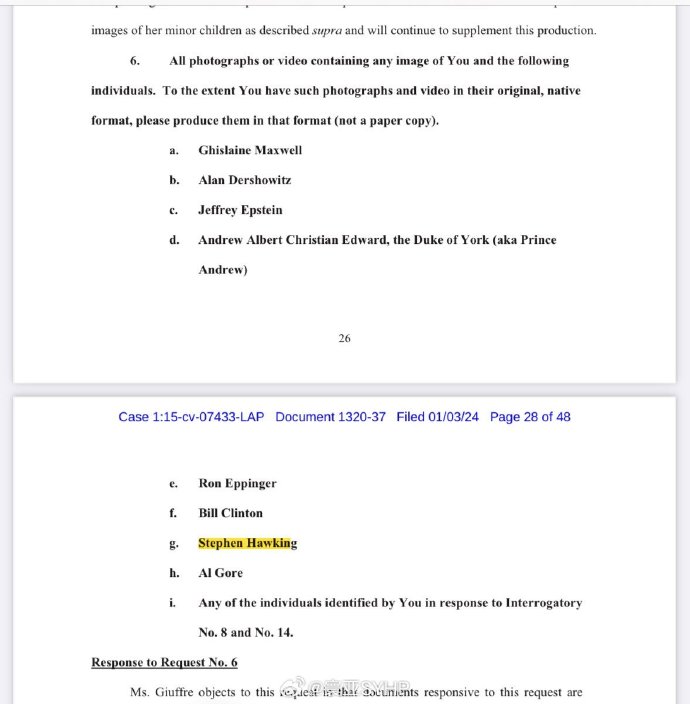 images of her minor children as described supra and will continue to supplement this production.
6. All photographs or video containing any image of You and the following
individuals. To the extent You have such photographs and video in their original, native
format, please produce them in that format (not a paper copy).
a. Ghislaine Maxwell
b. Alan Dershowitz
c. Jeffrey Epstein
d. Andrew Albert Christian Edward, the Duke of York (aka Prince
Andrew)
26
Case 1:15-cv-07433-LAP Document 1320-37 Filed 01/03/24 Page 28 of 48
e. Ron Eppinger
f. Bill Clinton
g. Stephen Hawking
h. Al Gore
i. Any of the individuals identified by You in response to Interrogatory
No. 8 and No. 14.
Response to Request No. 6
Ms. Giuffre objects to this request in that documents responsive to this request are